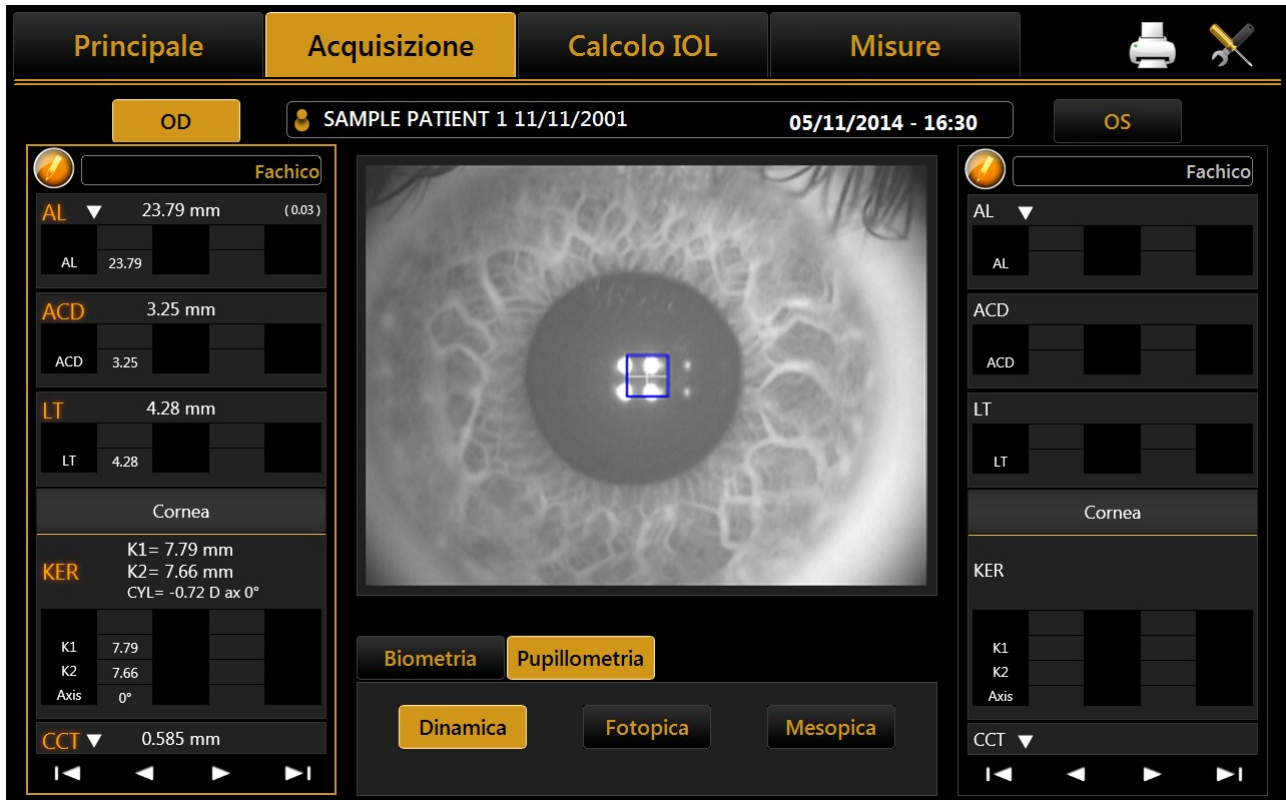 Principale
Acquisizione
Calcolo IOL
Misure
OD
SAMPLE PATIENT 1 11/11/2001
05/11/2014 - 16:30
OS
Fachico
AL 23.79 mm (0.03)
AL 23.79
ACD 3.25 mm
ACD 3.25
LT 4.28 mm
LT 4.28
Cornea
K1= 7.79 mm
KER K2= 7.66 mm
CYL= -0.72 D ax 0°
K1 7.79
K2 7.66
Axis 0°
CCT 0.585 mm
Biometria
Pupillometria
Dinamica
Fotopica
Mesopica
Fachico
AL
AL
ACD
ACD
LT
LT
Cornea
KER
K1
K2
Axis
CCT